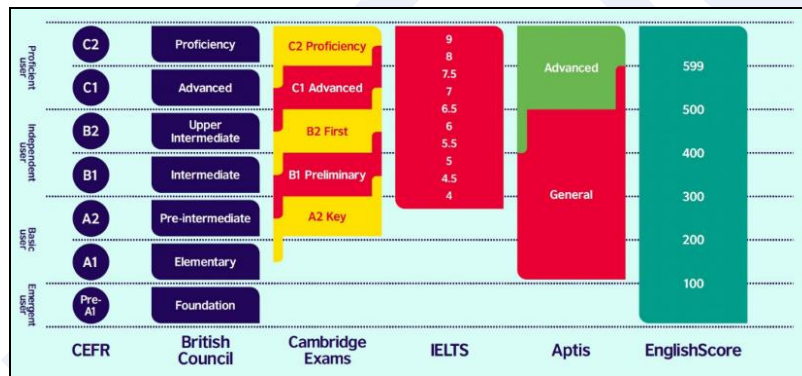 Proficient
user
Independent
user
Basic
user
Emergent
user
C2
C1
B2
B1
A2
A1
Pre-
A1
CEFR
Proficiency
Advanced
Upper
Intermediate
Intermediate
Pre-intermediate
Elementary
Foundation
British
Council
C2 Proficiency
C1 Advanced
B2 First
B1 Preliminary
A2 Key
Cambridge
Exams
9
8
7.5
7
6.5
6
5.5
5
4.5
4
IELTS
Advanced
General
Aptis
599
500
400
300
200
100
EnglishScore